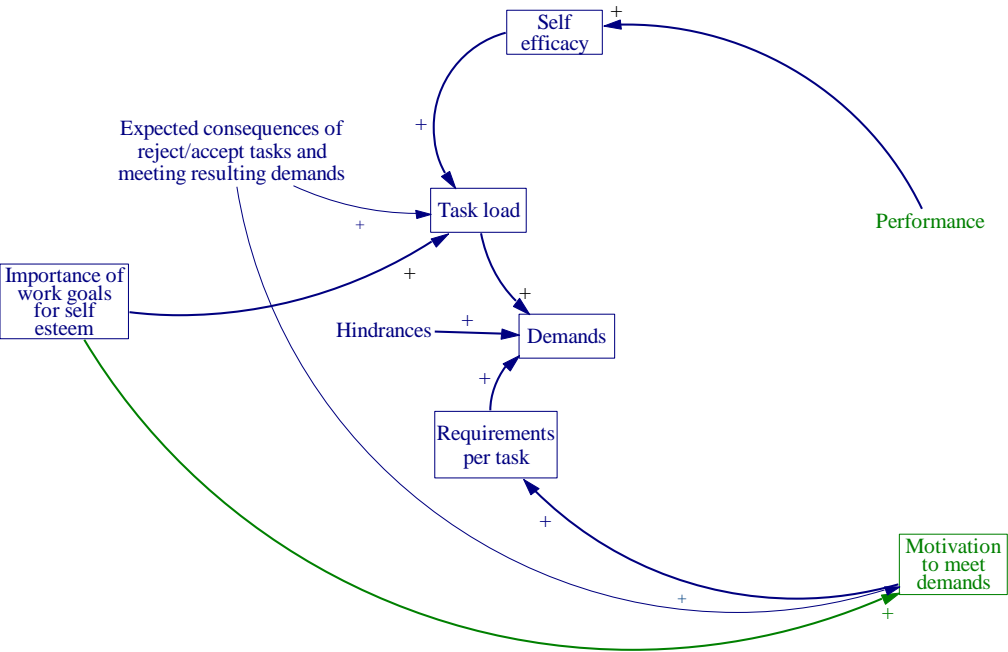 +
Self
efficacy
+
Expected consequences of
reject/accept tasks and
meeting resulting demands
Task load
Performance
+
+
Importance of
work goals
for self
esteem
+
+
Hindrances
Demands
+
Requirements
per task
+
Motivation
to meet
demands
+
+